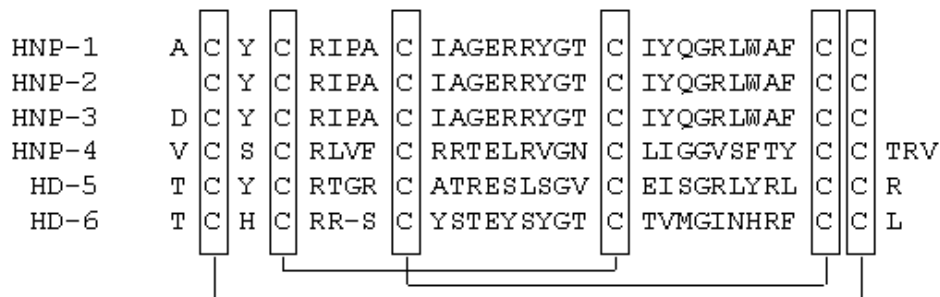 HNP-1 A C Y C RIPA C IAGERRYGT C IYQGRLWAF C C
HNP-2 C Y C RIPA C IAGERRYGT C IYQGRLWAF C C
HNP-3 D C Y C RIPA C IAGERRYGT C IYQGRLWAF C C
HNP-4 V C S C RLVF C RRTELRVGN C LIGGVSFTY C C TRV
HD-5 T C Y C RTGR C ATRESLSGV C EISGRLYRL C C R
HD-6 T C H C RR-S C YSTEYSYGT C TVMGINHRF C C L